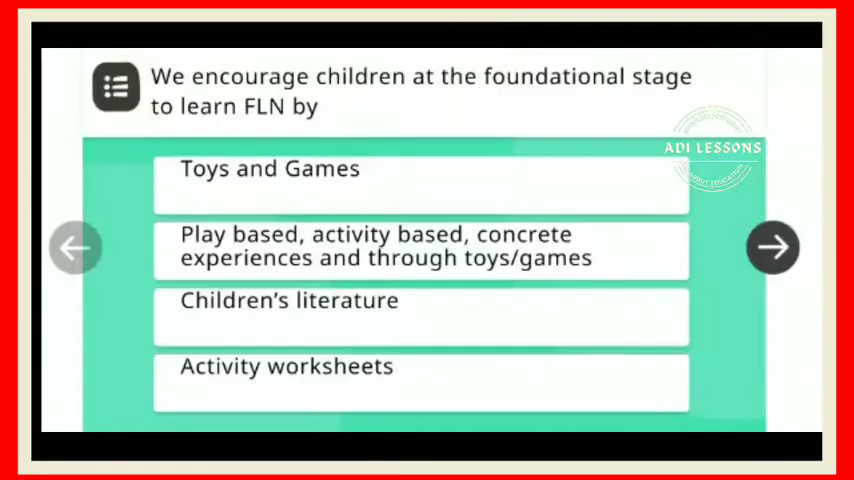 We encourage children at the foundational stage
to learn FLN by
ADI LESSONS
Toys and Games
Play based, activity based, concrete
experiences and through toys/games
Children's literature
Activity worksheets